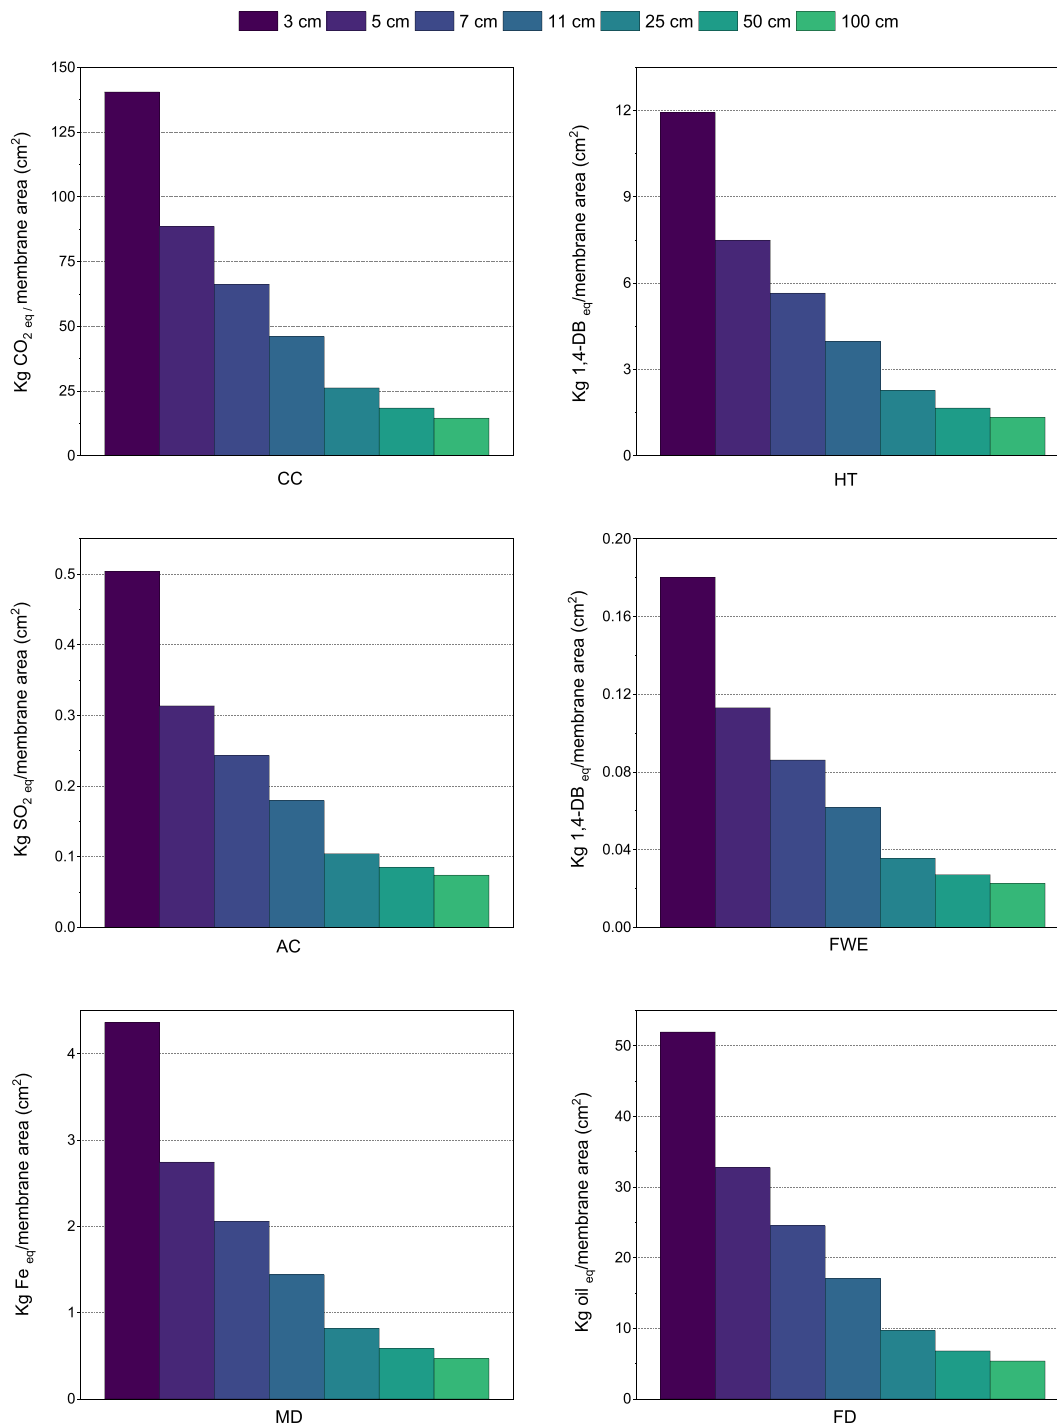 3 cm 5 cm 7 cm 11 cm 25 cm 50 cm 100 cm
Kg CO2 eq / membrane area (cm2)
150
125
100
75
50
25
0
CC
Kg 1,4-DB eq/membrane area (cm2)
12
9
6
3
0
HT
Kg SO2 eq/membrane area (cm2)
0.5
0.4
0.3
0.2
0.1
0.0
AC
Kg 1,4-DB eq/membrane area (cm2)
0.20
0.16
0.12
0.08
0.04
0.00
FWE
Kg Fe eq/membrane area (cm2)
4
3
2
1
0
MD
Kg oil eq/membrane area (cm2)
50
40
30
20
10
0
FD